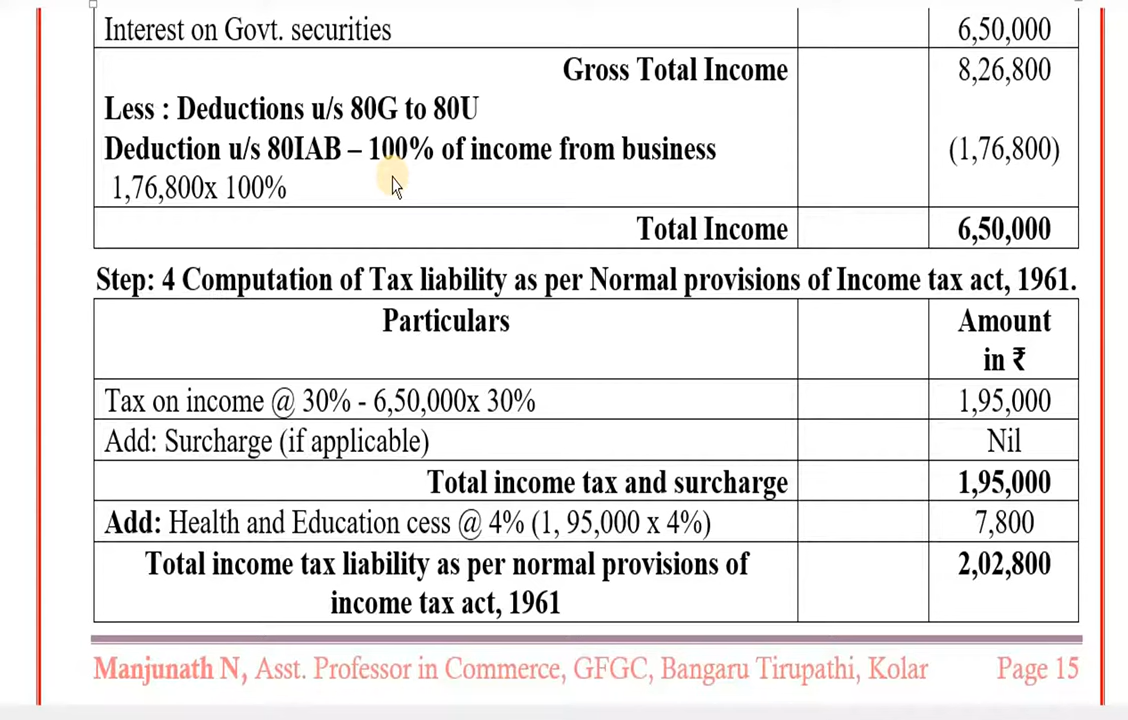 Interest on Govt. securities 6,50,000
Gross Total Income 8,26,800
Less : Deductions u/s 80G to 80U
Deduction u/s 80IAB – 100% of income from business (1,76,800)
1,76,800x 100%
Total Income 6,50,000
Step: 4 Computation of Tax liability as per Normal provisions of Income tax act, 1961.
Particulars Amount
in ₹
Tax on income @ 30% - 6,50,000x 30% 1,95,000
Add: Surcharge (if applicable) Nil
Total income tax and surcharge 1,95,000
Add: Health and Education cess @ 4% (1, 95,000 x 4%) 7,800
Total income tax liability as per normal provisions of 2,02,800
income tax act, 1961
Manjunath N, Asst. Professor in Commerce, GFGC, Bangaru Tirupathi, Kolar Page 15